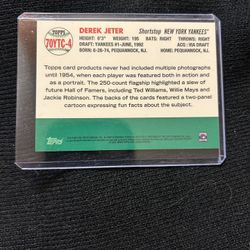 TOPPS
70YTC-4
DEREK JETER
Shortstop NEW YORK YANKEES
HEIGHT: 6'3" WEIGHT: 195 BATS: RIGHT THROWS: RIGHT
DRAFT: YANKEES #1-JUNE, 1992 ACQ: VIA DRAFT
BORN: 6-26-74, PEQUANNOCK, N.J. HOME: PEQUANNOCK, N.J.
Topps card products never had included multiple photographs
until 1954, when each player was featured both in action
and as a portrait. The 250-count flagship highlighted a slew
of future Hall of Famers, including Ted Williams, Willie Mays and
Jackie Robinson. The backs of the cards featured a two-panel
cartoon expressing fun facts about the subject.
topps